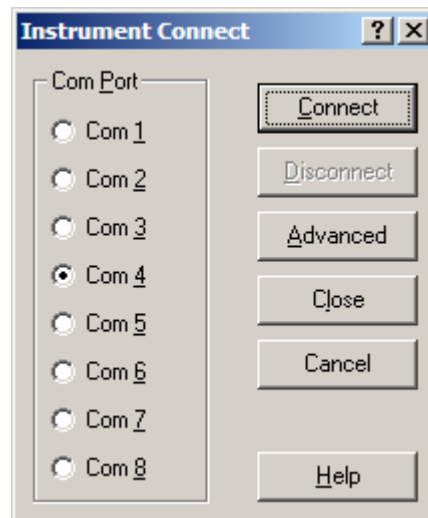 Instrument Connect
Com Port
Com 1
Com 2
Com 3
Com 4
Com 5
Com 6
Com 7
Com 8
Connect
Disconnect
Advanced
Close
Cancel
Help